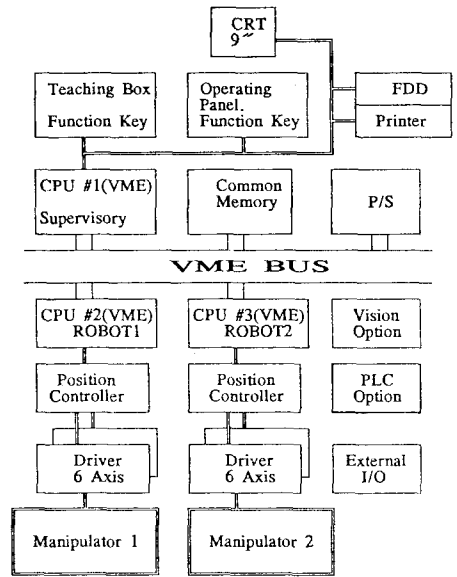 CRT
9"
Teaching Box
Function Key
Operating
Panel.
Function Key
FDD
Printer
CPU #1(VME)
Supervisory
Common
Memory
P/S
VME BUS
CPU #2(VME)
ROBOT1
CPU #3(VME)
ROBOT2
Vision
Option
Position
Controller
Position
Controller
PLC
Option
Driver
6 Axis
Driver
6 Axis
External
I/O
Manipulator 1
Manipulator 2